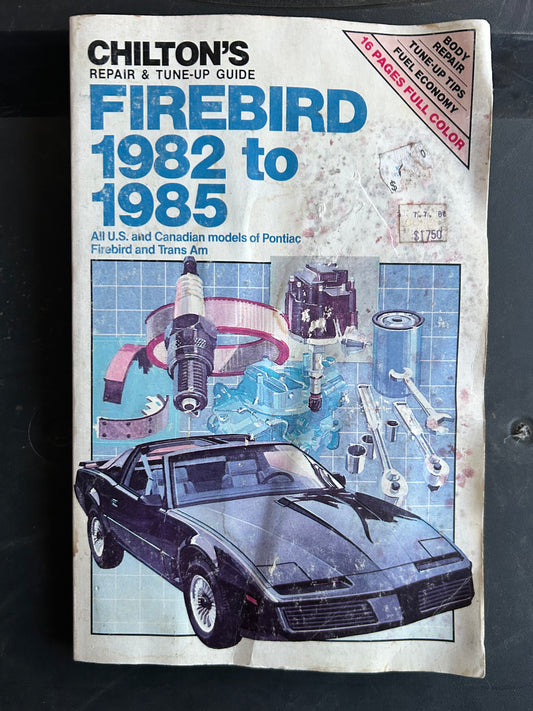 CHILTON'S
REPAIR & TUNE-UP GUIDE
FIREBIRD
1982 to
1985
All U.S. and Canadian models of Pontiac
Firebird and Trans Am
BODY
REPAIR
TUNE-UP TIPS
FUEL ECONOMY
16 PAGES FULL COLOR
$
$1750